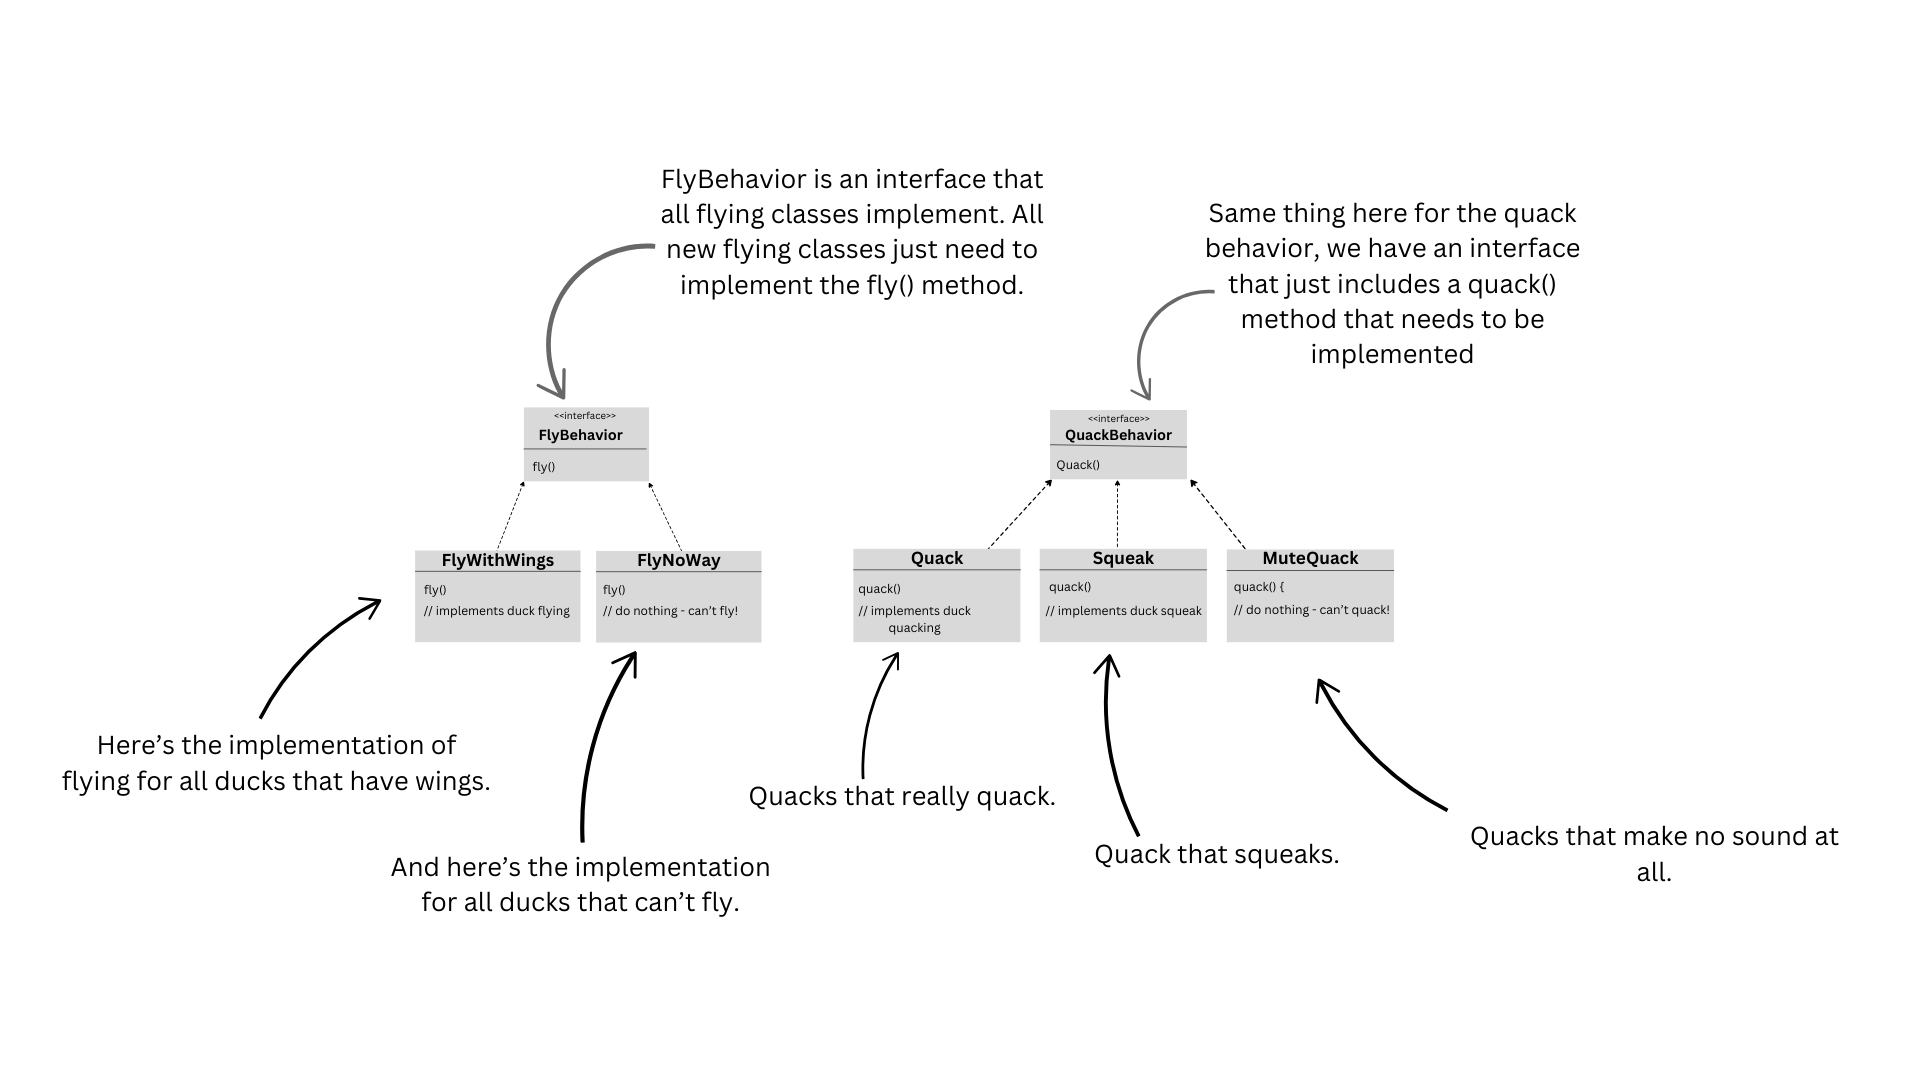 FlyBehavior is an interface that
all flying classes implement. All
new flying classes just need to
implement the fly() method.
Same thing here for the quack
behavior, we have an interface
that just includes a quack()
method that needs to be
implemented
<<interface>>
FlyBehavior
fly()
<<interface>>
QuackBehavior
Quack()
FlyWithWings
fly()
// implements duck flying
FlyNoWay
fly()
// do nothing - can’t fly!
Quack
quack()
// implements duck
quacking
Squeak
quack()
// implements duck squeak
MuteQuack
quack() {
// do nothing - can’t quack!
Here’s the implementation of
flying for all ducks that have wings.
And here’s the implementation
for all ducks that can’t fly.
Quacks that really quack.
Quack that squeaks.
Quacks that make no sound at
all.